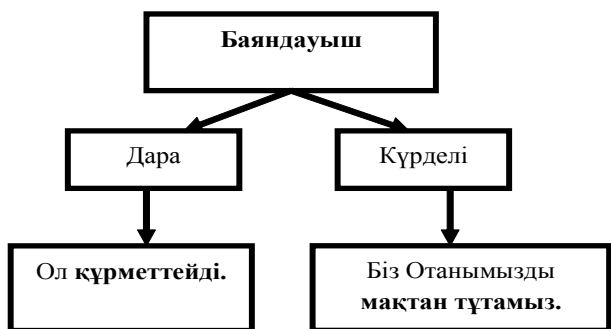 Баяндауыш
Дара
Күрделі
Ол құрметтейді.
Біз Отанымызды
мақтан тұтамыз.